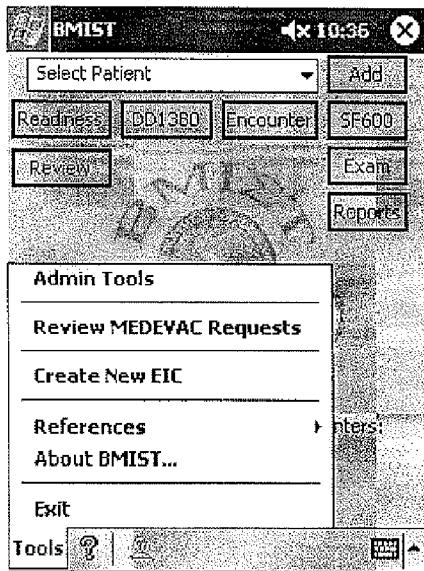 BMIST 10:36
Select Patient Add
Readiness DD1380 Encounter SF600
Review Exam
Reports
Admin Tools
Review MEDEVAC Requests
Create New EIC
References nters:
About BMIST...
Exit
Tools ?